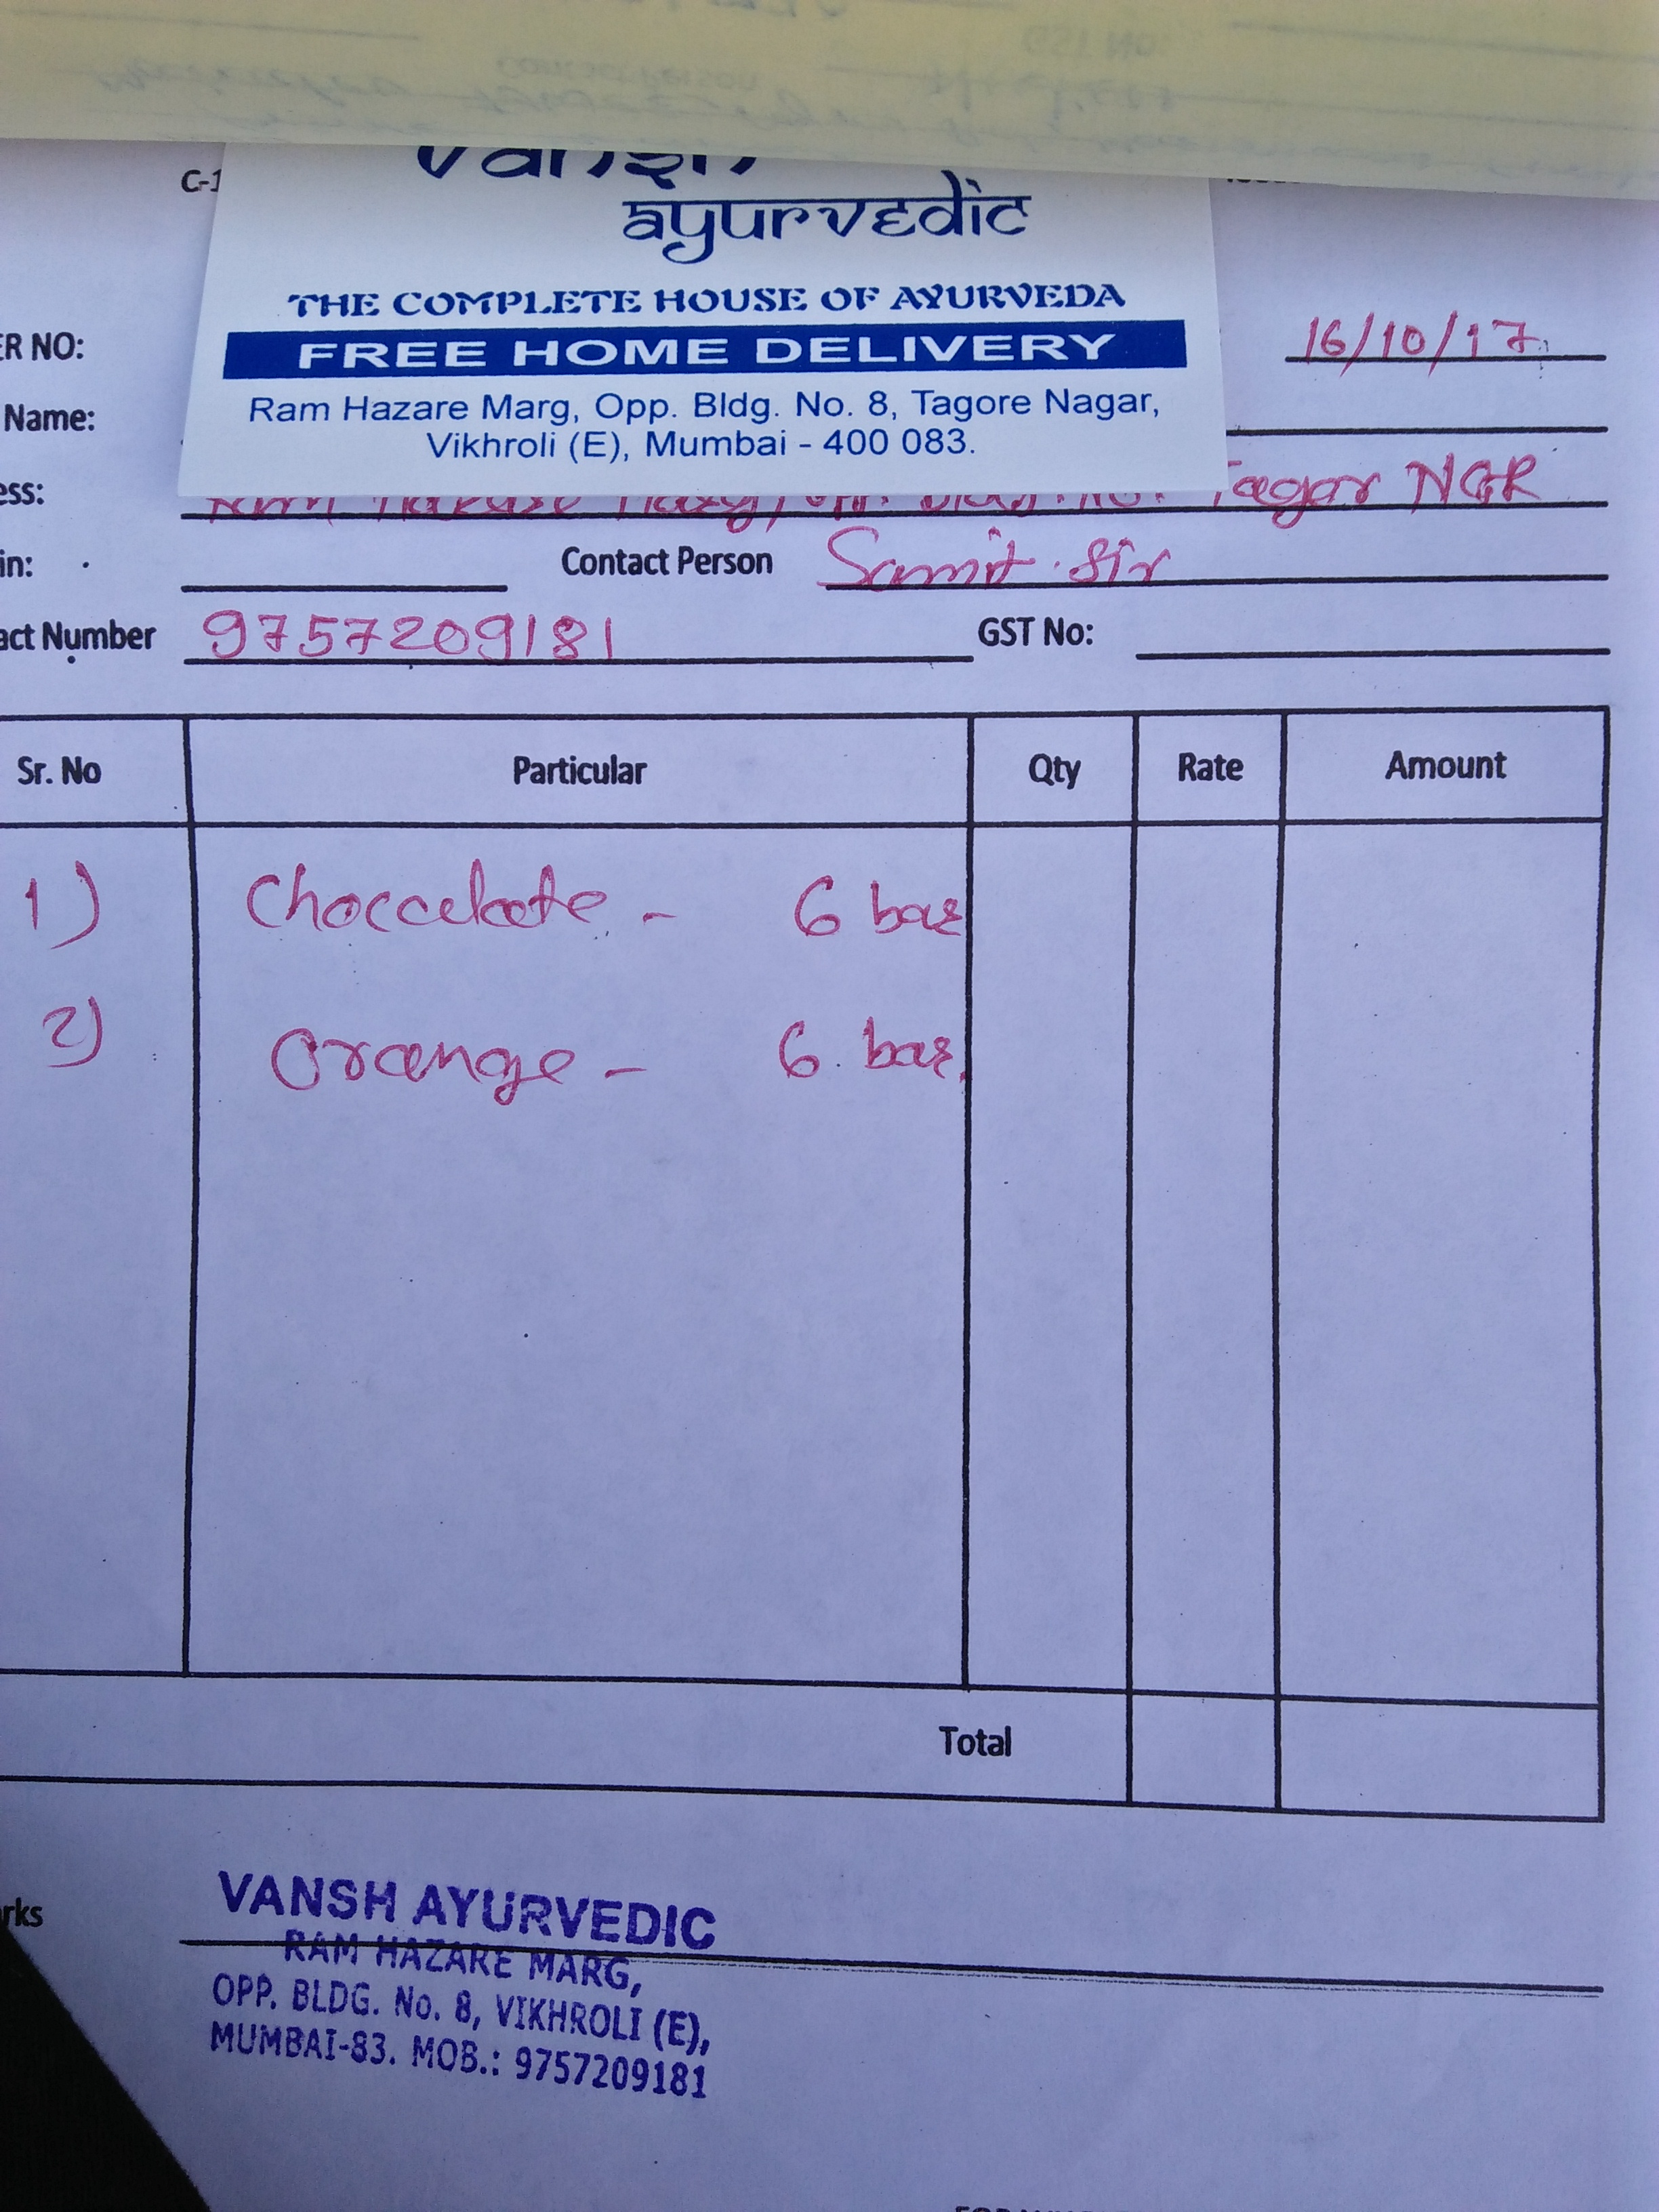 C-1
vansh
ayurvedic
THE COMPLETE HOUSE OF AYURVEDA
FREE HOME DELIVERY
Ram Hazare Marg, Opp. Bldg. No. 8, Tagore Nagar,
Vikhroli (E), Mumbai - 400 083.
ER NO: 16/10/17
Name:
ess: Tagar NGR
in: Contact Person Samit. Sir
act Number 9757209181 GST No:
Sr. No Particular Qty Rate Amount
1) Choccelate - 6 bar
2) Orange - 6. bar.
Total
rks
VANSH AYURVEDIC
RAM HAZARE MARG,
OPP. BLDG. No. 8, VIKHROLI (E),
MUMBAI-83. MOB.: 9757209181